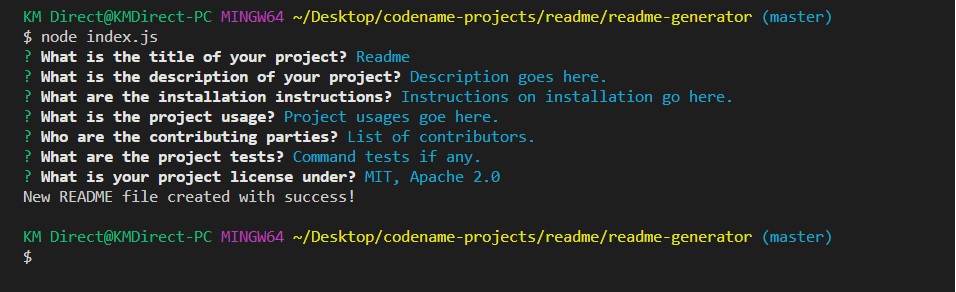 KM Direct@KMDirect-PC MINGW64 ~/Desktop/codename-projects/readme/readme-generator (master)
$ node index.js
? What is the title of your project? Readme
? What is the description of your project? Description goes here.
? What are the installation instructions? Instructions on installation go here.
? What is the project usage? Project usages goe here.
? Who are the contributing parties? List of contributors.
? What are the project tests? Command tests if any.
? What is your project license under? MIT, Apache 2.0
New README file created with success!
KM Direct@KMDirect-PC MINGW64 ~/Desktop/codename-projects/readme/readme-generator (master)
$